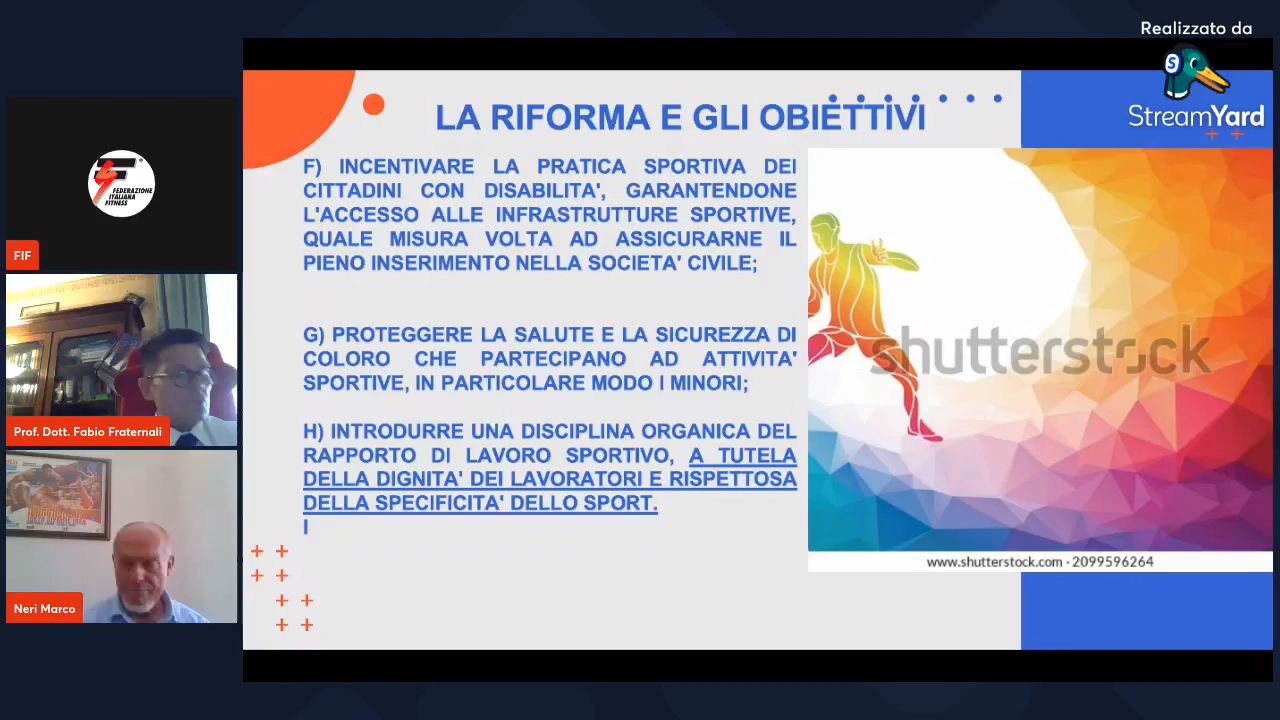 Realizzato da
StreamYard
FEDERAZIONE
ITALIANA
FITNESS
FIF
Prof. Dott. Fabio Fraternali
Neri Marco
LA RIFORMA E GLI OBIETTIVI
F) INCENTIVARE LA PRATICA SPORTIVA DEI
CITTADINI CON DISABILITA', GARANTENDONE
L'ACCESSO ALLE INFRASTRUTTURE SPORTIVE,
QUALE MISURA VOLTA AD ASSICURARNE IL
PIENO INSERIMENTO NELLA SOCIETA' CIVILE;
G) PROTEGGERE LA SALUTE E LA SICUREZZA DI
COLORO CHE PARTECIPANO AD ATTIVITA'
SPORTIVE, IN PARTICOLARE MODO I MINORI;
H) INTRODURRE UNA DISCIPLINA ORGANICA DEL
RAPPORTO DI LAVORO SPORTIVO, A TUTELA
DELLA DIGNITA' DEI LAVORATORI E RISPETTOSA
DELLA SPECIFICITA' DELLO SPORT.
I
shutterstock
www.shutterstock.com · 2099596264